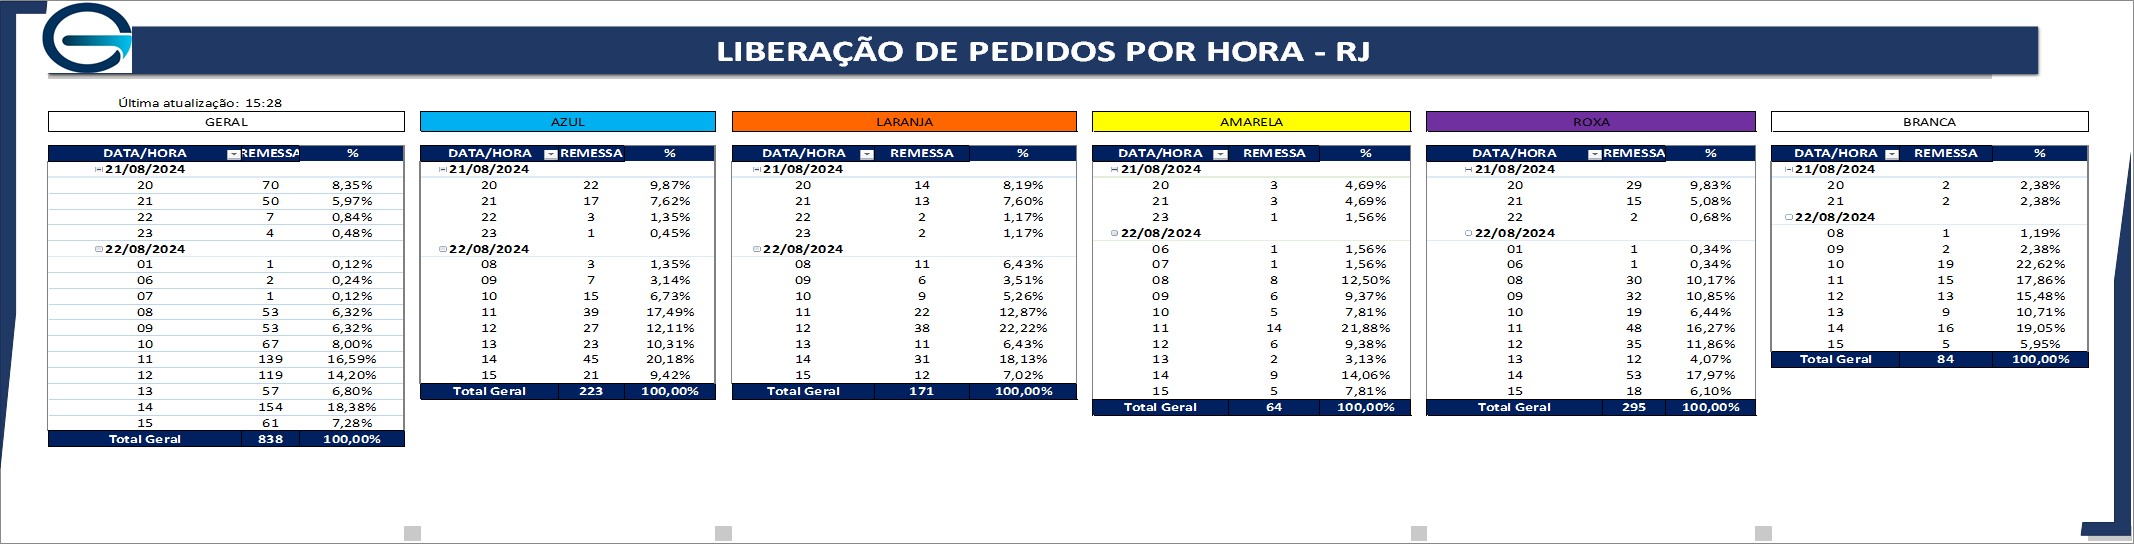 LIBERAÇÃO DE PEDIDOS POR HORA - RJ
Última atualização: 15:28
GERAL
DATA/HORA REMESSA %
21/08/2024
20 70 8,35%
21 50 5,97%
22 7 0,84%
23 4 0,48%
22/08/2024
01 1 0,12%
06 2 0,24%
07 1 0,12%
08 53 6,32%
09 53 6,32%
10 67 8,00%
11 139 16,59%
12 119 14,20%
13 57 6,80%
14 154 18,38%
15 61 7,28%
Total Geral 838 100,00%
AZUL
DATA/HORA REMESSA %
21/08/2024
20 22 9,87%
21 17 7,62%
22 3 1,35%
23 1 0,45%
22/08/2024
08 3 1,35%
09 7 3,14%
10 15 6,73%
11 39 17,49%
12 27 12,11%
13 23 10,31%
14 45 20,18%
15 21 9,42%
Total Geral 223 100,00%
LARANJA
DATA/HORA REMESSA %
21/08/2024
20 14 8,19%
21 13 7,60%
22 2 1,17%
23 2 1,17%
22/08/2024
08 11 6,43%
09 6 3,51%
10 9 5,26%
11 22 12,87%
12 38 22,22%
13 11 6,43%
14 31 18,13%
15 12 7,02%
Total Geral 171 100,00%
AMARELA
DATA/HORA REMESSA %
21/08/2024
20 3 4,69%
21 3 4,69%
23 1 1,56%
22/08/2024
06 1 1,56%
07 1 1,56%
08 8 12,50%
09 6 9,37%
10 5 7,81%
11 14 21,88%
12 6 9,38%
13 2 3,13%
14 9 14,06%
15 5 7,81%
Total Geral 64 100,00%
ROXA
DATA/HORA REMESSA %
21/08/2024
20 29 9,83%
21 15 5,08%
22 2 0,68%
22/08/2024
01 1 0,34%
06 1 0,34%
08 30 10,17%
09 32 10,85%
10 19 6,44%
11 48 16,27%
12 35 11,86%
13 12 4,07%
14 53 17,97%
15 18 6,10%
Total Geral 295 100,00%
BRANCA
DATA/HORA REMESSA %
21/08/2024
20 2 2,38%
21 2 2,38%
22/08/2024
08 1 1,19%
09 2 2,38%
10 19 22,62%
11 15 17,86%
12 13 15,48%
13 9 10,71%
14 16 19,05%
15 5 5,95%
Total Geral 84 100,00%